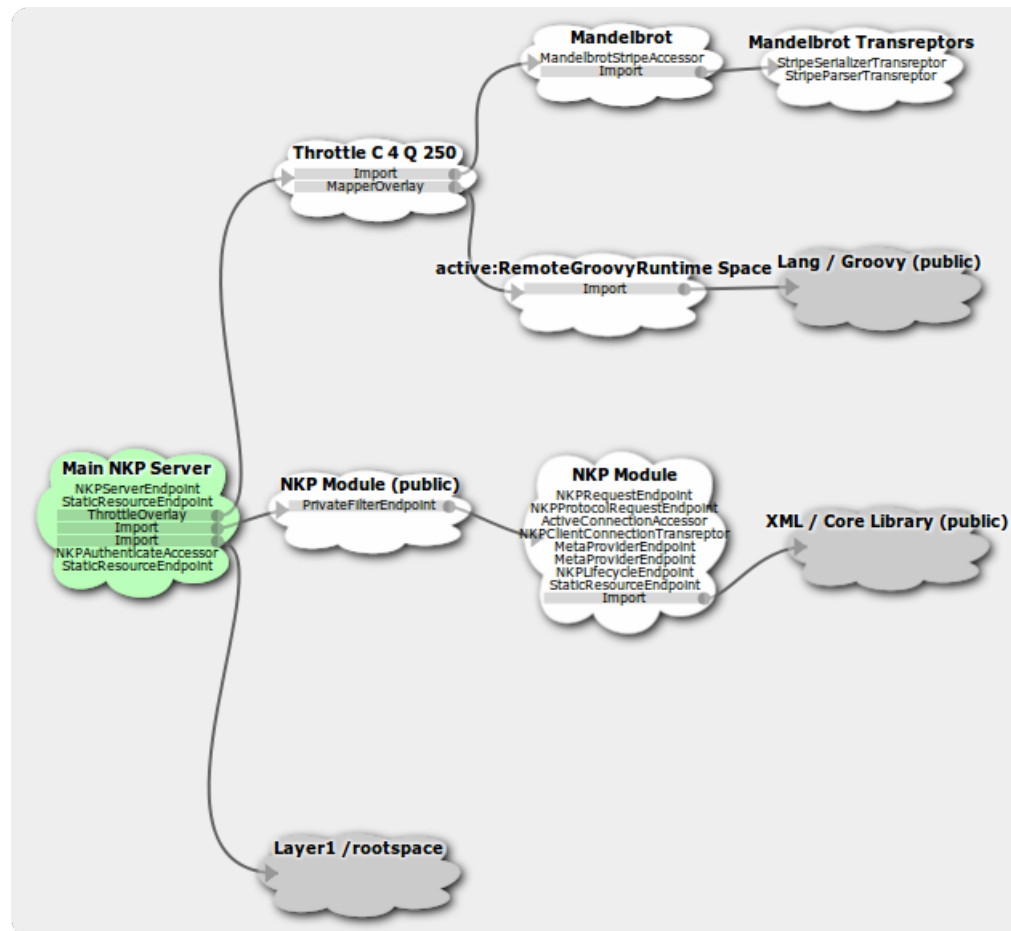 Mandelbrot
MandelbrotStripeAccessor
Import
Mandelbrot Transreptors
StripeSerializerTransreptor
StripeParserTransreptor
Throttle C 4 Q 250
Import
MapperOverlay
active:RemoteGroovyRuntime Space
Import
Lang / Groovy (public)
Main NKP Server
NKPServerEndpoint
StaticResourceEndpoint
ThrottleOverlay
Import
Import
NKPAuthenticateAccessor
StaticResourceEndpoint
NKP Module (public)
PrivateFilterEndpoint
NKP Module
NKPRequestEndpoint
NKPProtocolRequestEndpoint
ActiveConnectionAccessor
NKPClientConnectionTransreptor
MetaProviderEndpoint
MetaProviderEndpoint
NKPLifecycleEndpoint
StaticResourceEndpoint
Import
XML / Core Library (public)
Layer1 /rootspace